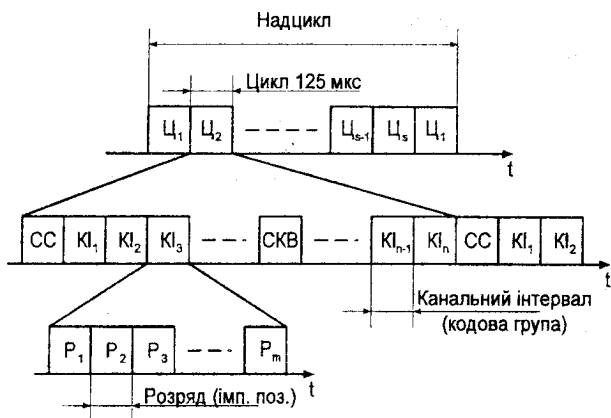 Надцикл
Цикл 125 мкс
Ц₁ Ц₂ Цₛ₋₁ Цₛ Ц₁
t
СС КІ₁ КІ₂ КІ₃ СКВ КІₙ₋₁ КІₙ СС КІ₁ КІ₂
t
Канальний інтервал
(кодова група)
Р₁ Р₂ Р₃ Рₘ
t
Розряд (імп. поз.)